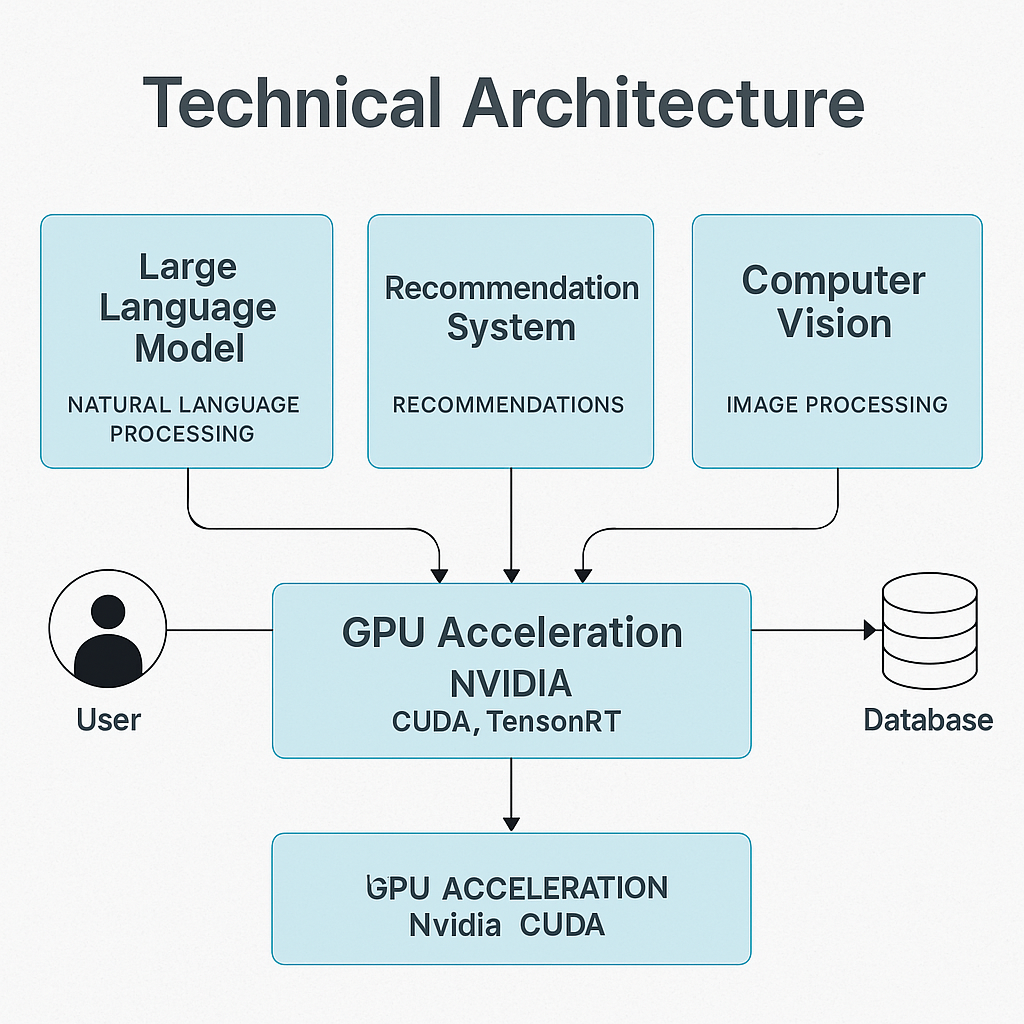 Technical Architecture
Large
Language
Model
NATURAL LANGUAGE
PROCESSING
Recommendation
System
RECOMMENDATIONS
Computer
Vision
IMAGE PROCESSING
User
GPU Acceleration
NVIDIA
CUDA, TensonRT
Database
GPU ACCELERATION
Nvidia CUDA